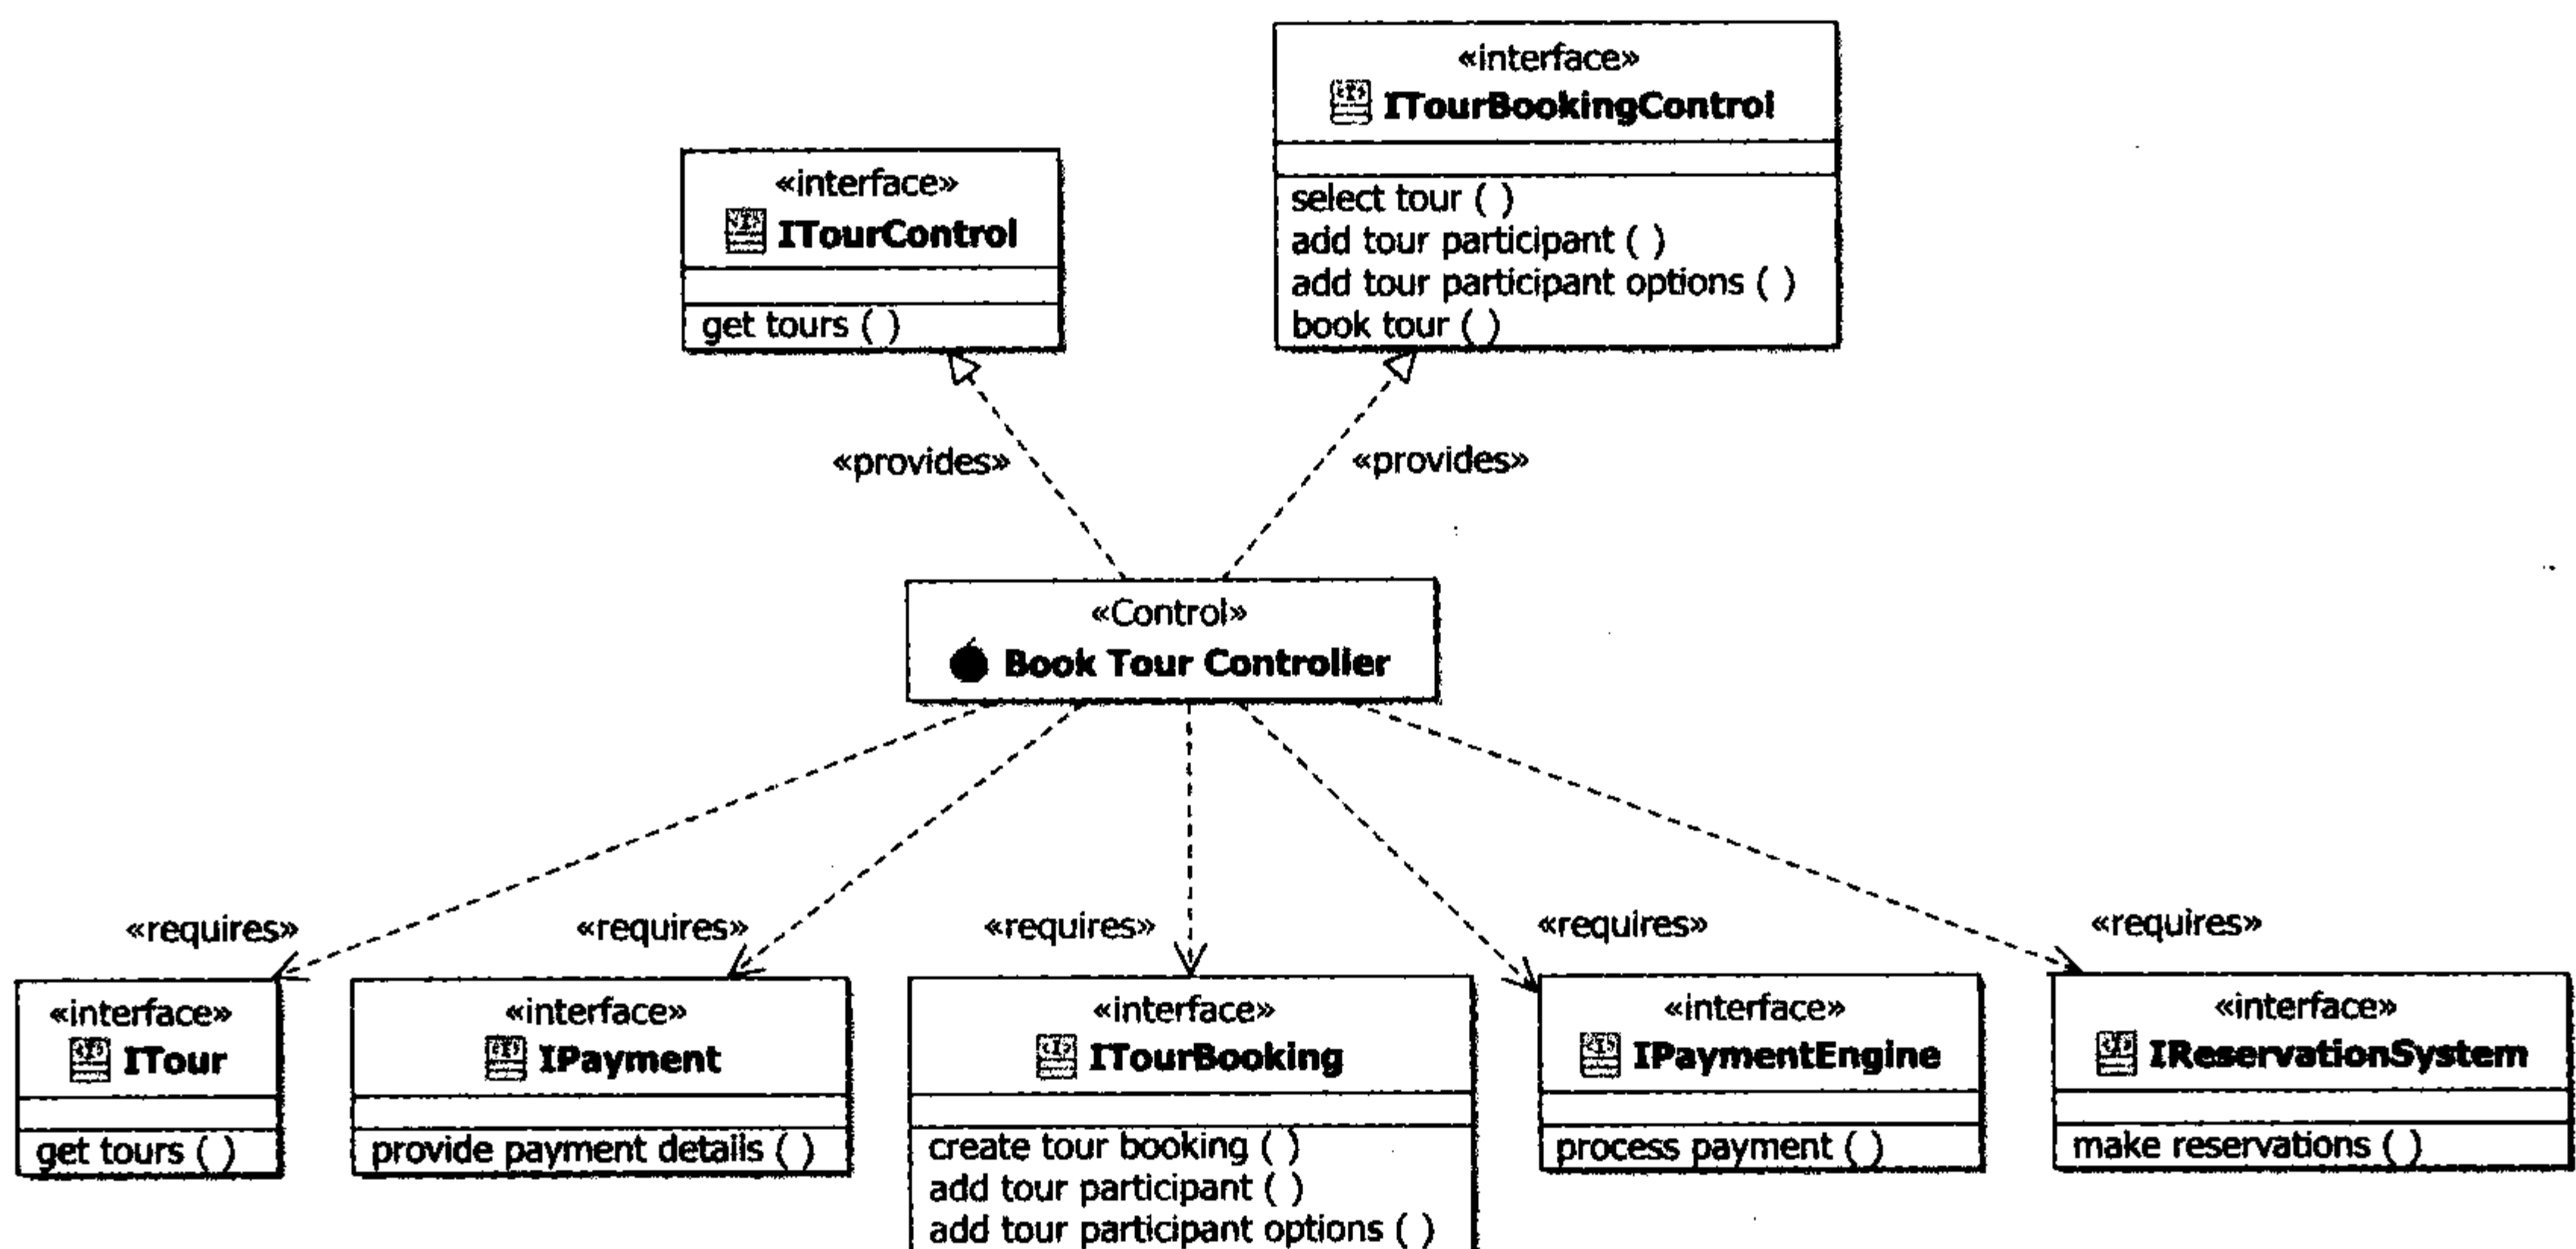 «interface»
ITourBookingControl
select tour ( )
add tour participant ( )
add tour participant options ( )
book tour ( )
«interface»
ITourControl
get tours ( )
«provides»
«provides»
«Control»
Book Tour Controller
«requires»
«requires»
«requires»
«requires»
«requires»
«interface»
ITour
get tours ( )
«interface»
IPayment
provide payment details ( )
«interface»
ITourBooking
create tour booking ( )
add tour participant ( )
add tour participant options ( )
«interface»
IPaymentEngine
process payment ( )
«interface»
IReservationSystem
make reservations ( )